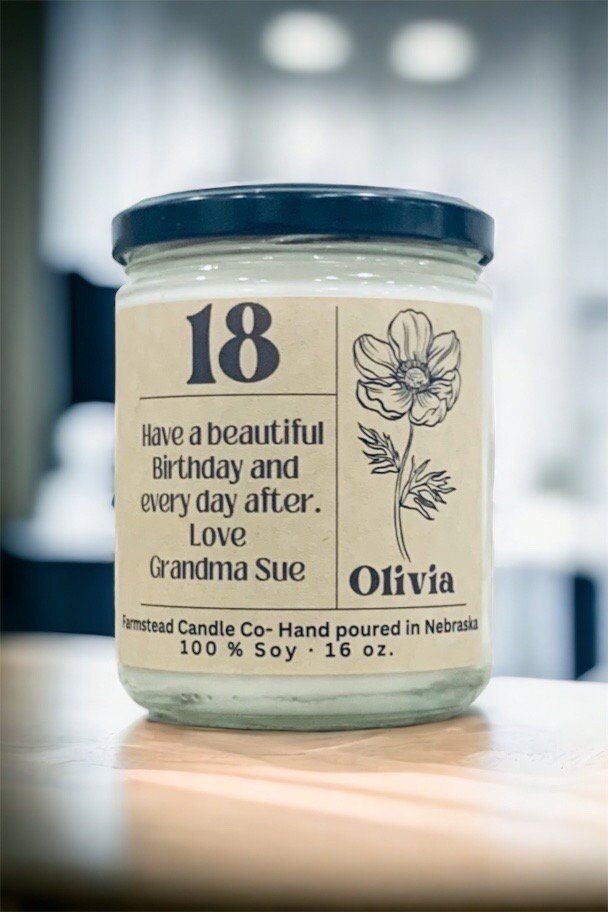 18
Have a beautiful
Birthday and
every day after.
Love
Grandma Sue
Olivia
Farmstead Candle Co- Hand poured in Nebraska
100 % Soy · 16 oz.